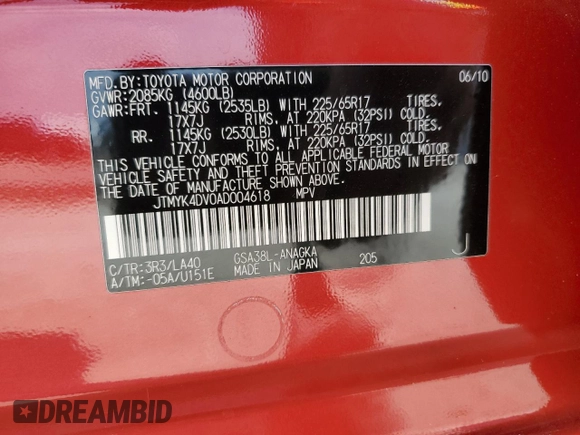 MFD. BY: TOYOTA MOTOR CORPORATION 06/10
GVWR: 2085KG (4600LB)
GAWR: FRT. 1145KG (2535LB) WITH 225/65R17 TIRES,
17X7J RIMS, AT 220KPA (32PSI) COLD.
RR. 1145KG (2530LB) WITH 225/65R17 TIRES,
17X7J RIMS, AT 220KPA (32PSI) COLD.
THIS VEHICLE CONFORMS TO ALL APPLICABLE FEDERAL MOTOR
VEHICLE SAFETY AND THEFT PREVENTION STANDARDS IN EFFECT ON
THE DATE OF MANUFACTURE SHOWN ABOVE.
JTMYK4DV0AD004618 MPV
C/TR: 3R3/LA40 GSA38L-ANAGKA 205 J
A/TM: -05A/U151E MADE IN JAPAN
DREAMBID